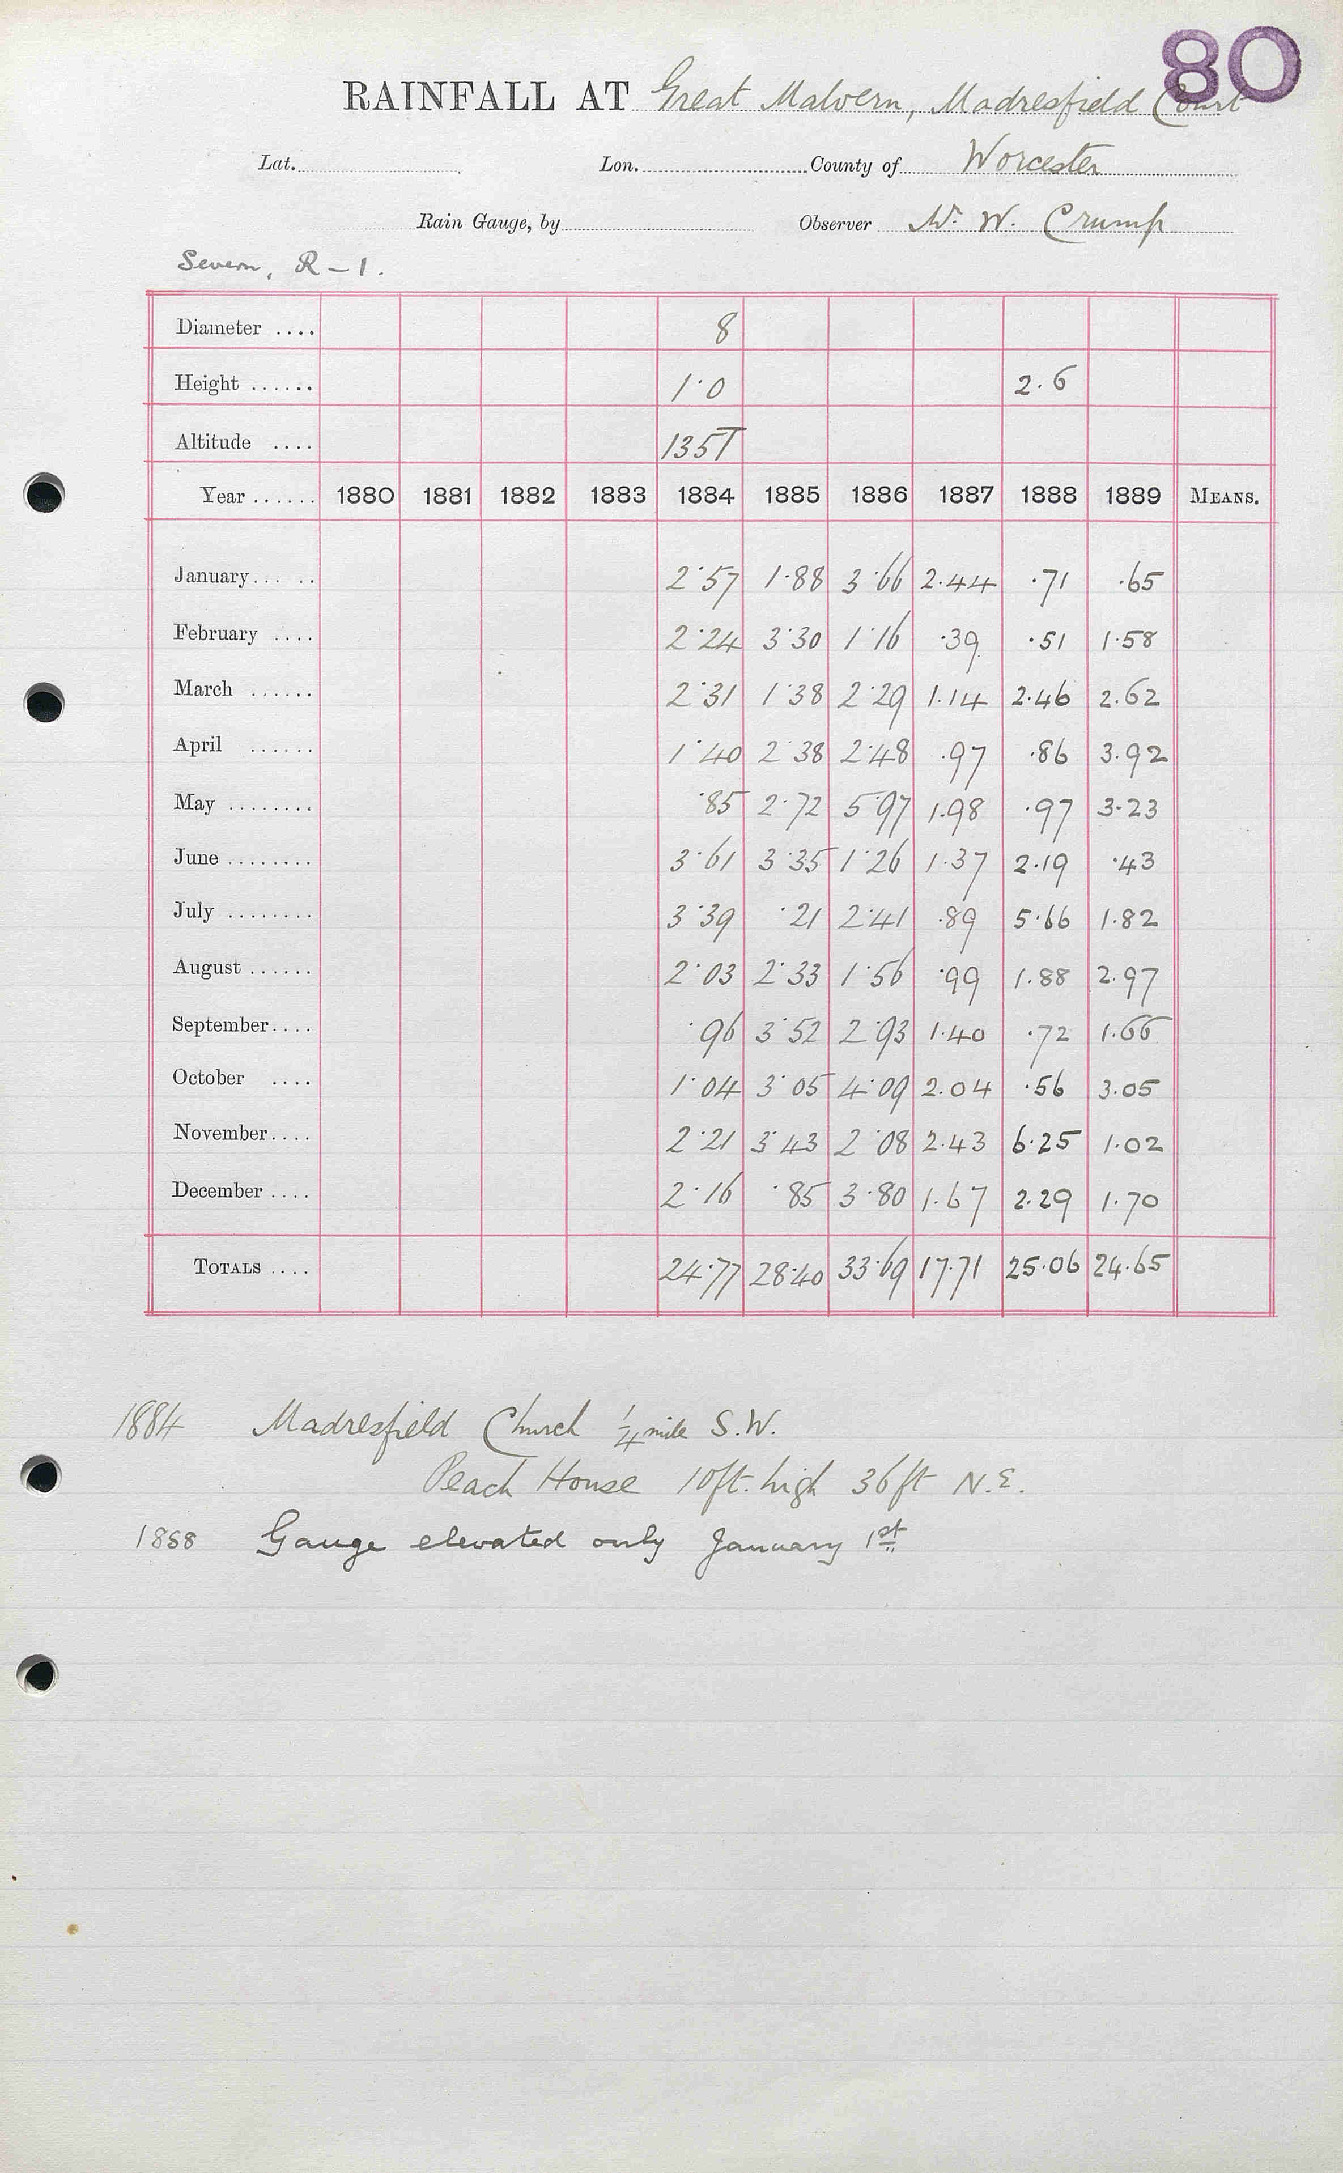 80
RAINFALL AT Great Malvern, Madresfield Court
Lat. Lon. County of Worcester
Rain Gauge, by Observer Mr. W. Crump
Severn, R – 1.
Diameter .... 8
Height ...... 1·0 2·6
Altitude .... 135T
Year ...... 1880 1881 1882 1883 1884 1885 1886 1887 1888 1889 MEANS.
January.. .. 2·57 1·88 3·66 2·44 ·71 ·65
February .... 2·24 3·30 1·16 ·39 ·51 1·58
March ...... 2·31 1·38 2·29 1·14 2·46 2·62
April ...... 1·40 2·38 2·48 ·97 ·86 3·92
May ........ ·85 2·72 5·97 1·98 ·97 3·23
June ........ 3·61 3·35 1·26 1·37 2·19 ·43
July ........ 3·39 ·21 2·41 ·89 5·66 1·82
August ...... 2·03 2·33 1·56 ·99 1·88 2·97
September.... ·96 3·52 2·93 1·40 ·72 1·66
October .... 1·04 3·05 4·09 2·04 ·56 3·05
November.... 2·21 3·43 2·08 2·43 6·25 1·02
December .... 2·16 ·85 3·80 1·67 2·29 1·70
TOTALS .... 24·77 28·40 33·69 17·71 25·06 24·65
1884 Madresfield Church ¼ mile S.W.
Peach House 10ft. high 36ft N.E.
1888 Gauge elevated only January 1st